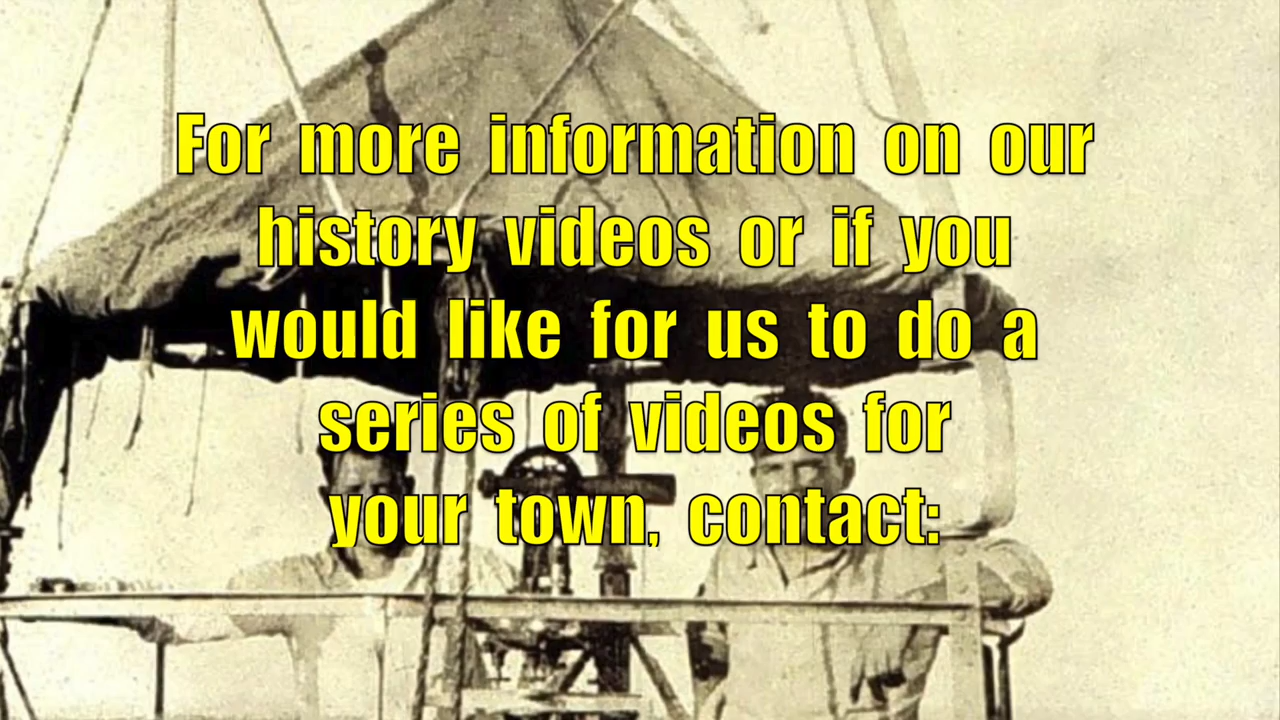 For more information on our
history videos or if you
would like for us to do a
series of videos for
your town, contact: